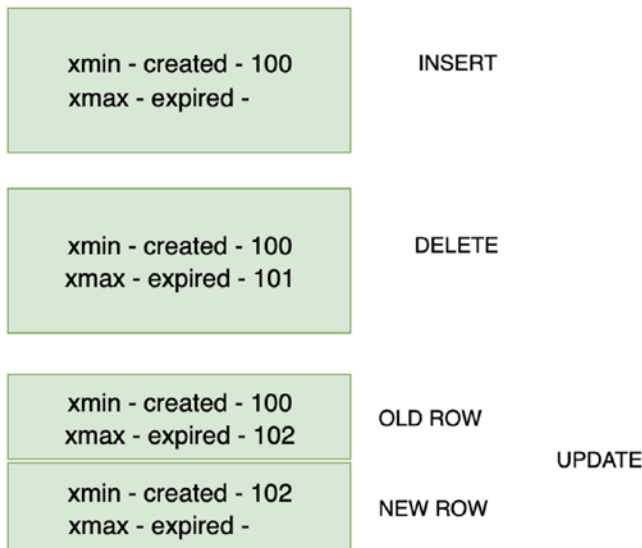 xmin - created - 100
xmax - expired -
INSERT
xmin - created - 100
xmax - expired - 101
DELETE
xmin - created - 100
xmax - expired - 102
OLD ROW
xmin - created - 102
xmax - expired -
NEW ROW
UPDATE